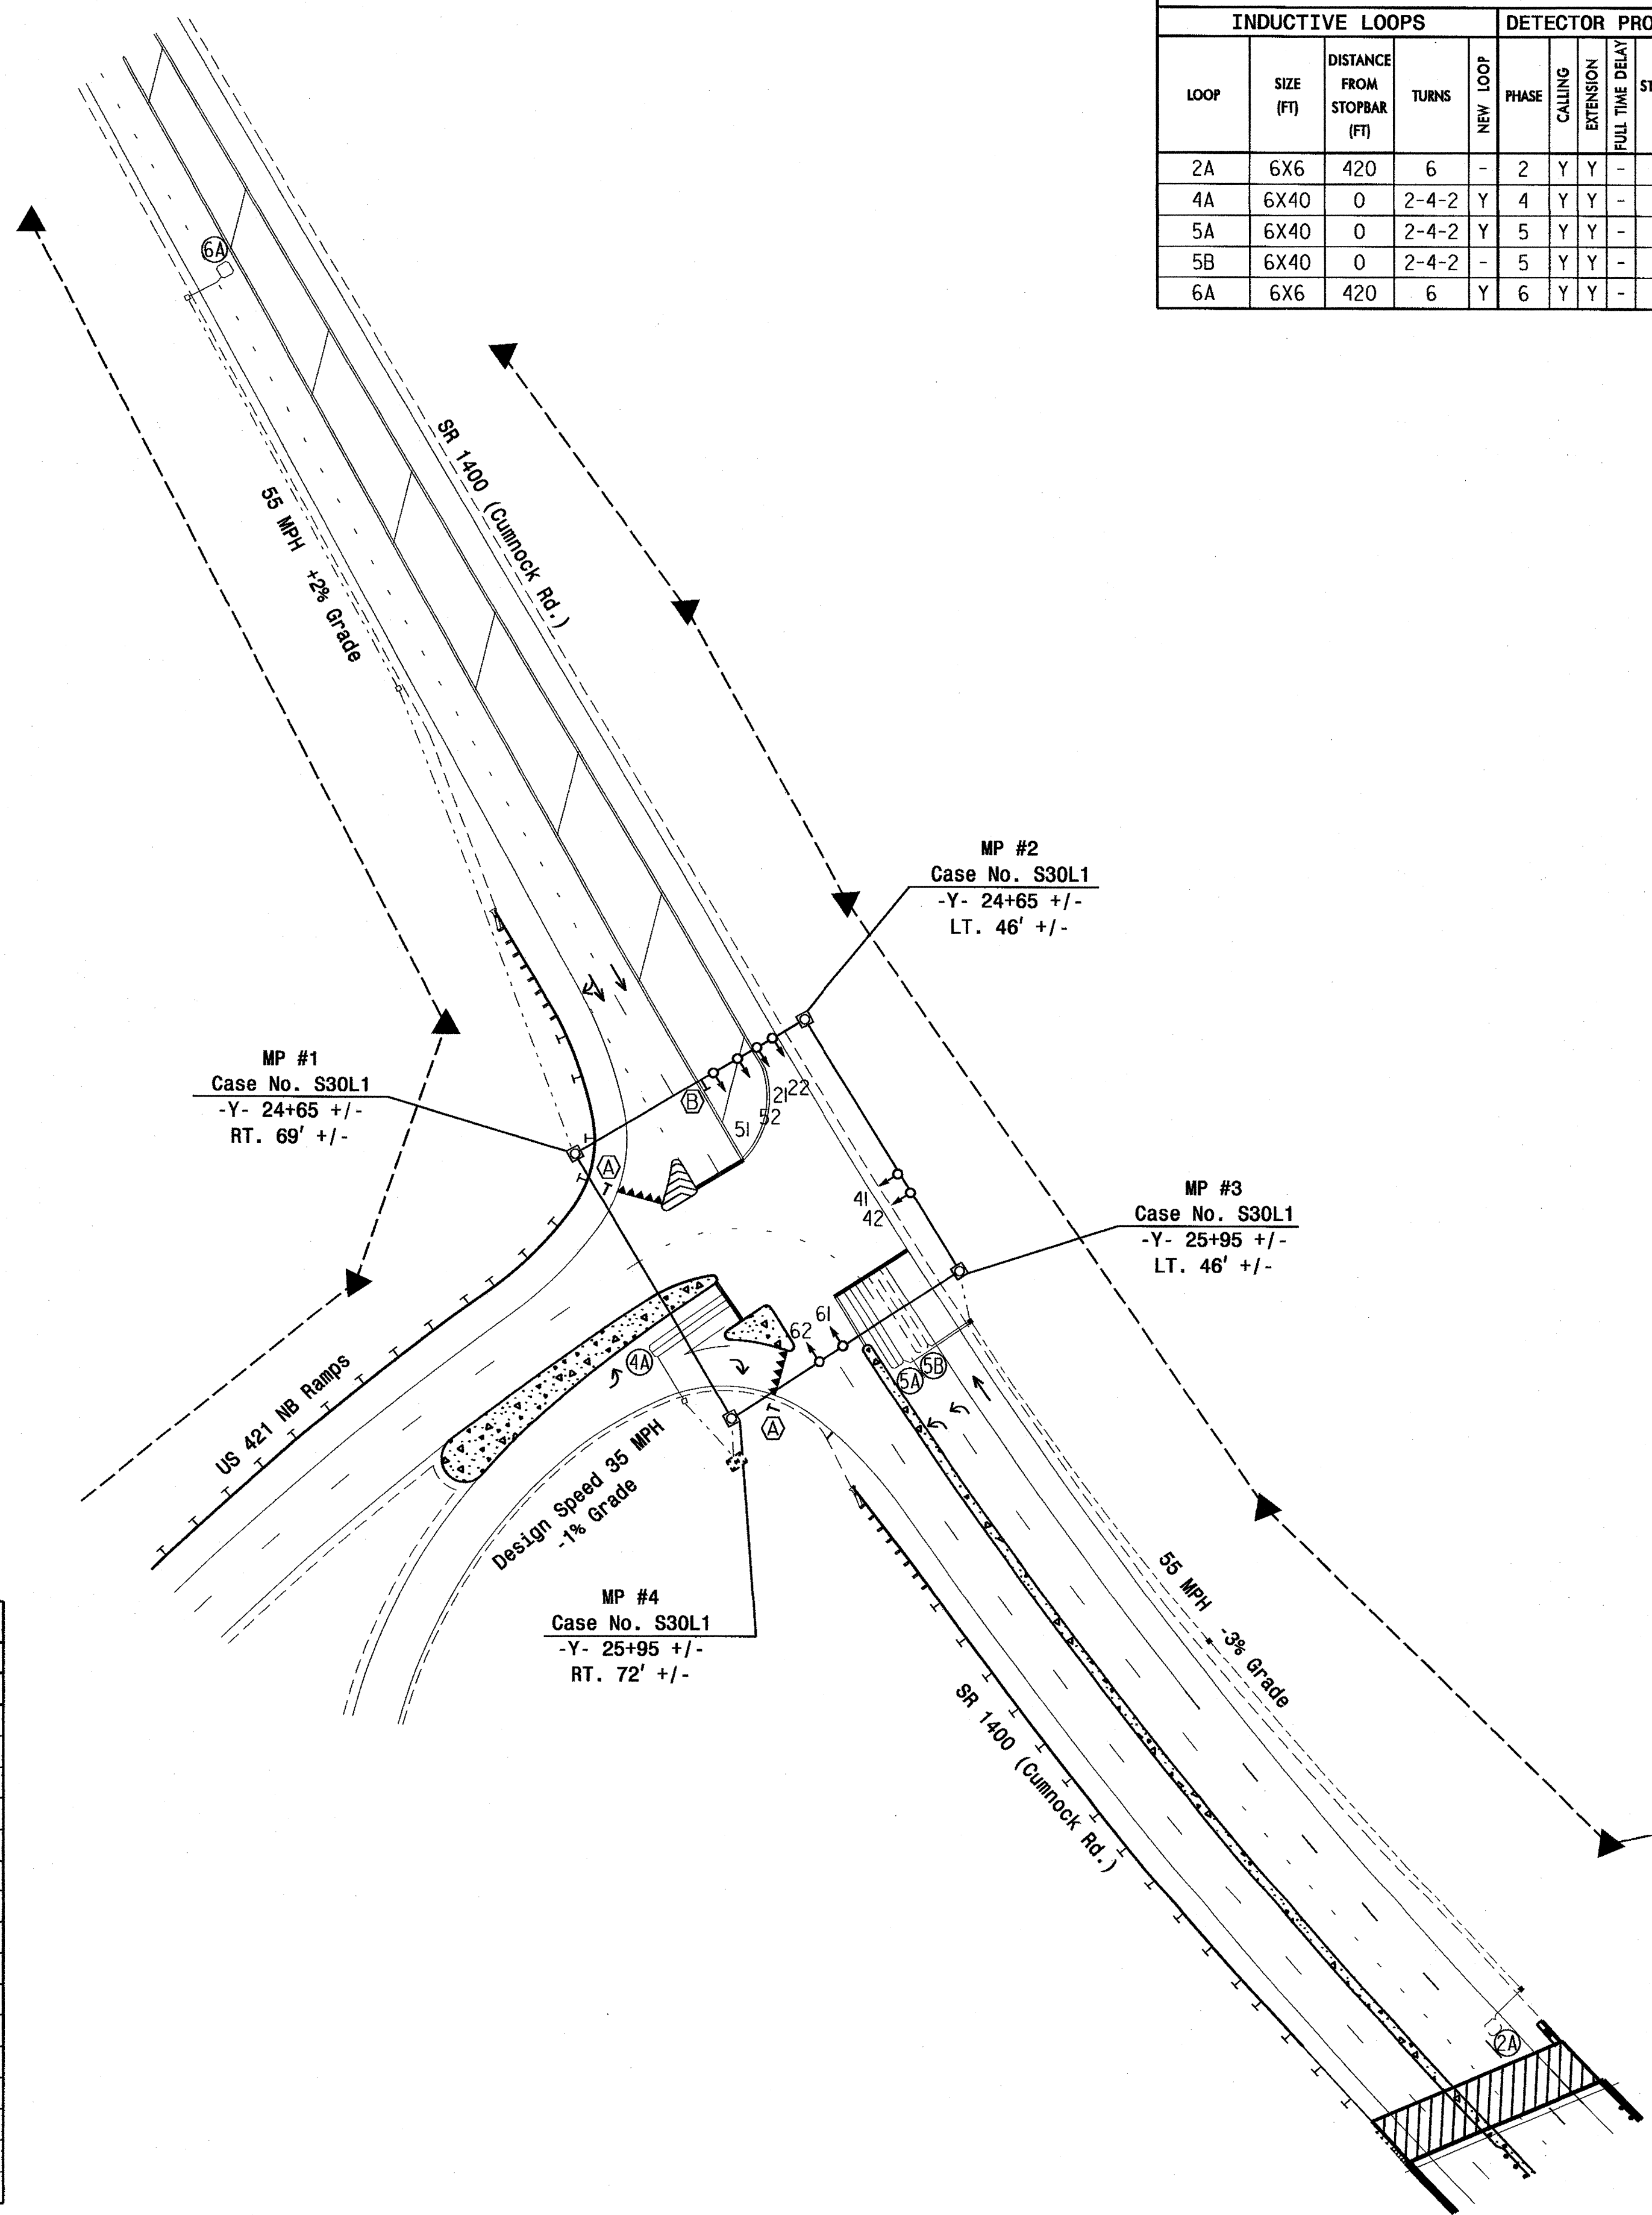 INDUCTIVE LOOPS DETECTOR PRO
LOOP SIZE (FT) DISTANCE FROM STOPBAR (FT) TURNS NEW LOOP PHASE CALLING EXTENSION FULL TIME DELAY ST
2A 6X6 420 6 - 2 Y Y -
4A 6X40 0 2-4-2 Y 4 Y Y -
5A 6X40 0 2-4-2 Y 5 Y Y -
5B 6X40 0 2-4-2 - 5 Y Y -
6A 6X6 420 6 Y 6 Y Y -
6A
SR 1400 (Cumnock Rd.)
55 MPH +2% Grade
MP #2
Case No. S30L1
-Y- 24+65 +/-
LT. 46' +/-
MP #1
Case No. S30L1
-Y- 24+65 +/-
RT. 69' +/-
B
21 22
51 52
A
41
42
MP #3
Case No. S30L1
-Y- 25+95 +/-
LT. 46' +/-
62 61
4A
5A 5B
A
US 421 NB Ramps
Design Speed 35 MPH
-1% Grade
MP #4
Case No. S30L1
-Y- 25+95 +/-
RT. 72' +/-
55 MPH -3% Grade
SR 1400 (Cumnock Rd.)
2A